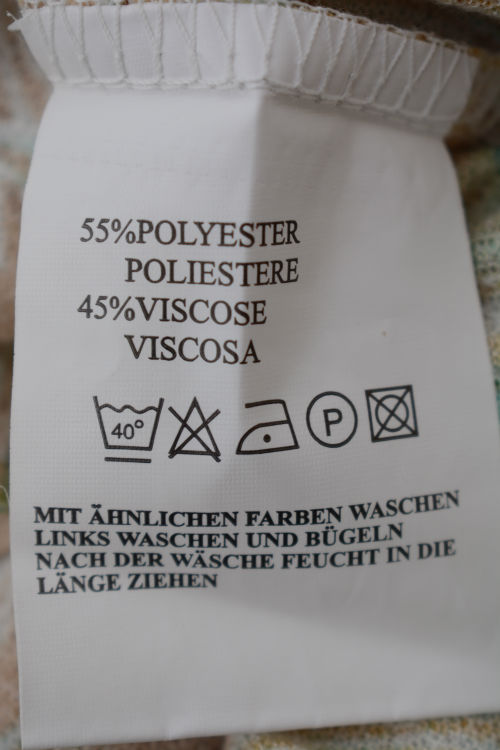 55%POLYESTER
POLIESTERE
45%VISCOSE
VISCOSA
40° P
MIT ÄHNLICHEN FARBEN WASCHEN
LINKS WASCHEN UND BÜGELN
NACH DER WÄSCHE FEUCHT IN DIE
LÄNGE ZIEHEN